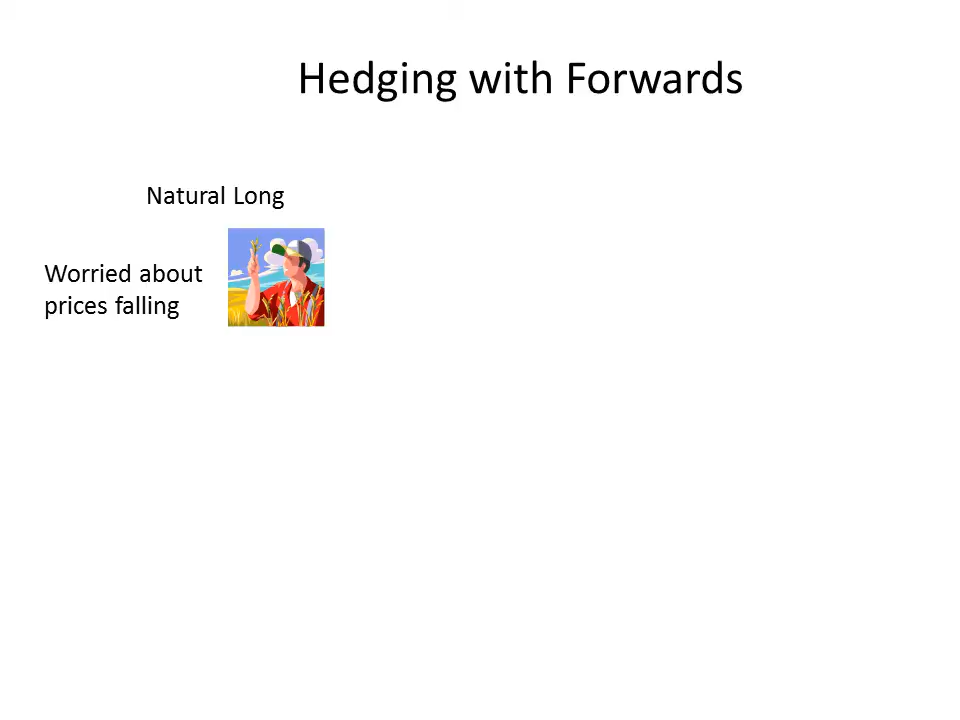 Hedging with Forwards
Natural Long
Worried about
prices falling